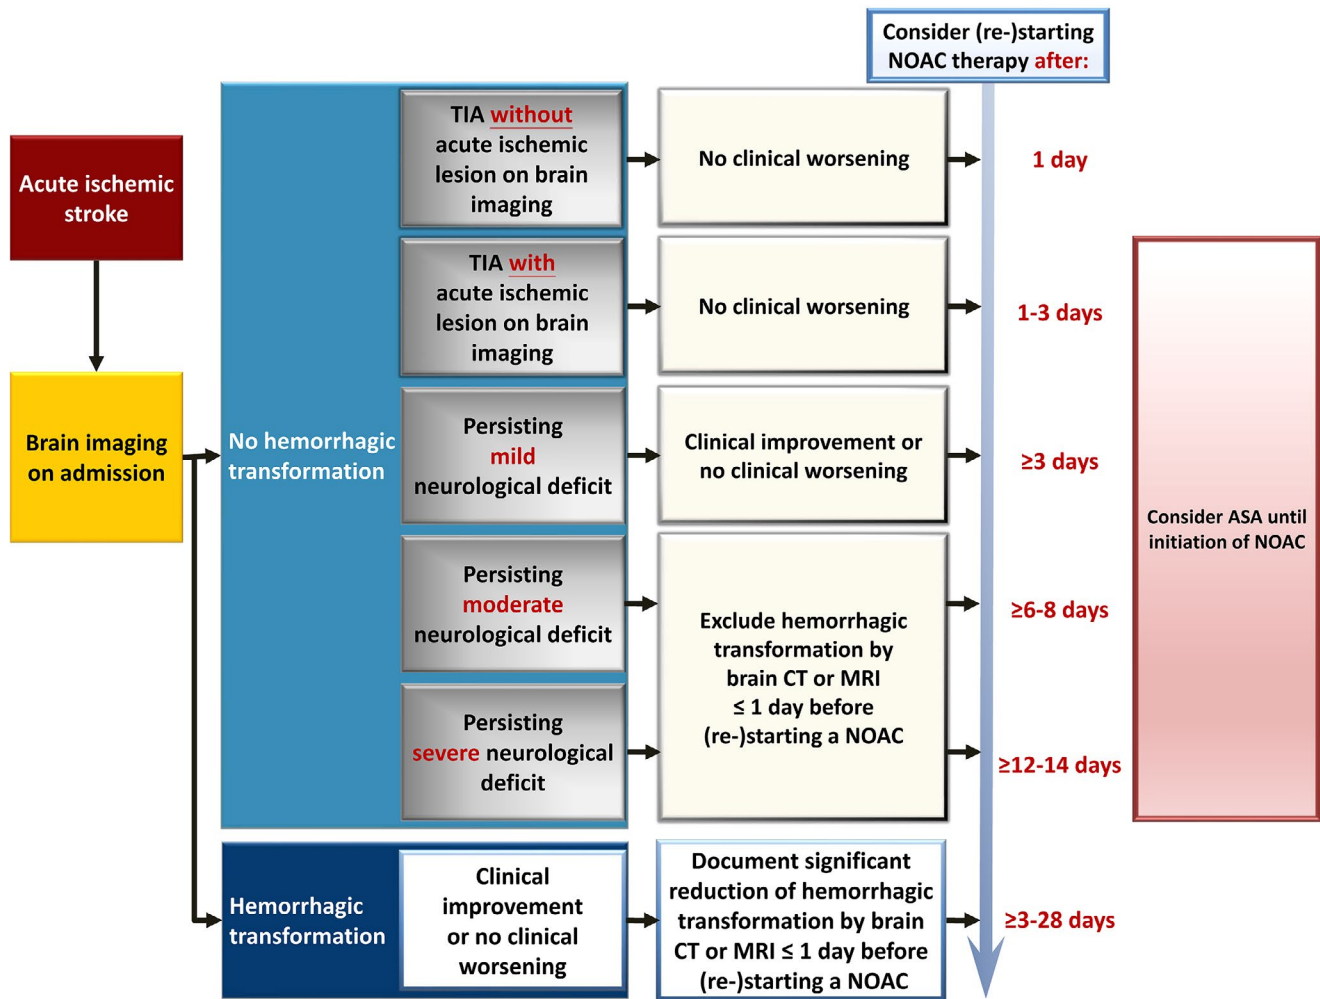 Consider (re-)starting
NOAC therapy after:
Acute ischemic
stroke
Brain imaging
on admission
No hemorrhagic
transformation
TIA without
acute ischemic
lesion on brain
imaging
No clinical worsening
1 day
TIA with
acute ischemic
lesion on brain
imaging
No clinical worsening
1-3 days
Persisting
mild
neurological deficit
Clinical improvement or
no clinical worsening
≥3 days
Persisting
moderate
neurological deficit
≥6-8 days
Exclude hemorrhagic
transformation by
brain CT or MRI
≤ 1 day before
(re-)starting a NOAC
Persisting
severe neurological
deficit
≥12-14 days
Consider ASA until
initiation of NOAC
Hemorrhagic
transformation
Clinical
improvement
or no clinical
worsening
Document significant
reduction of hemorrhagic
transformation by brain
CT or MRI ≤ 1 day before
(re-)starting a NOAC
≥3-28 days